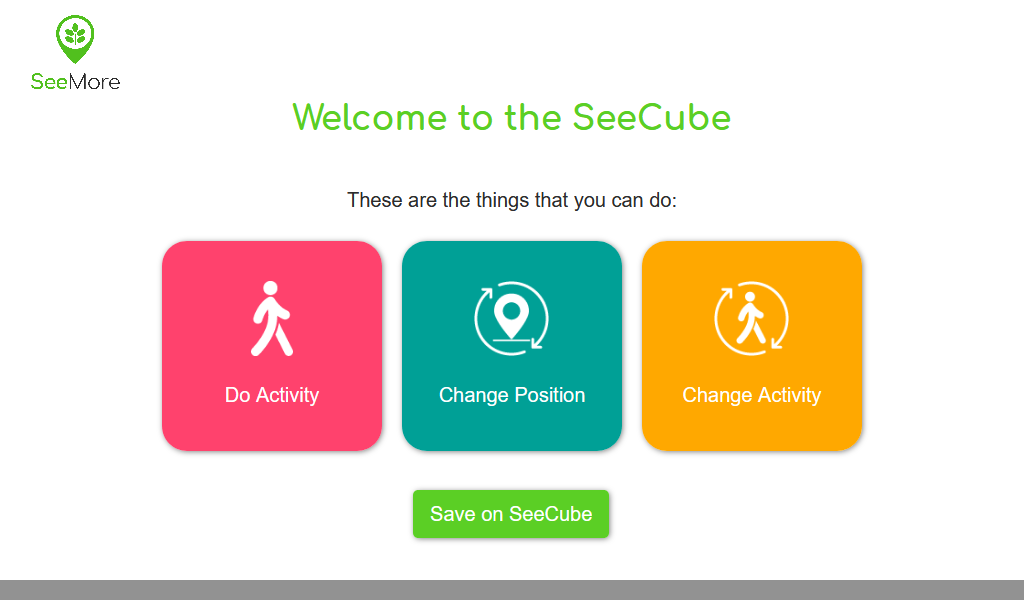 SeeMore
Welcome to the SeeCube
These are the things that you can do:
Do Activity
Change Position
Change Activity
Save on SeeCube